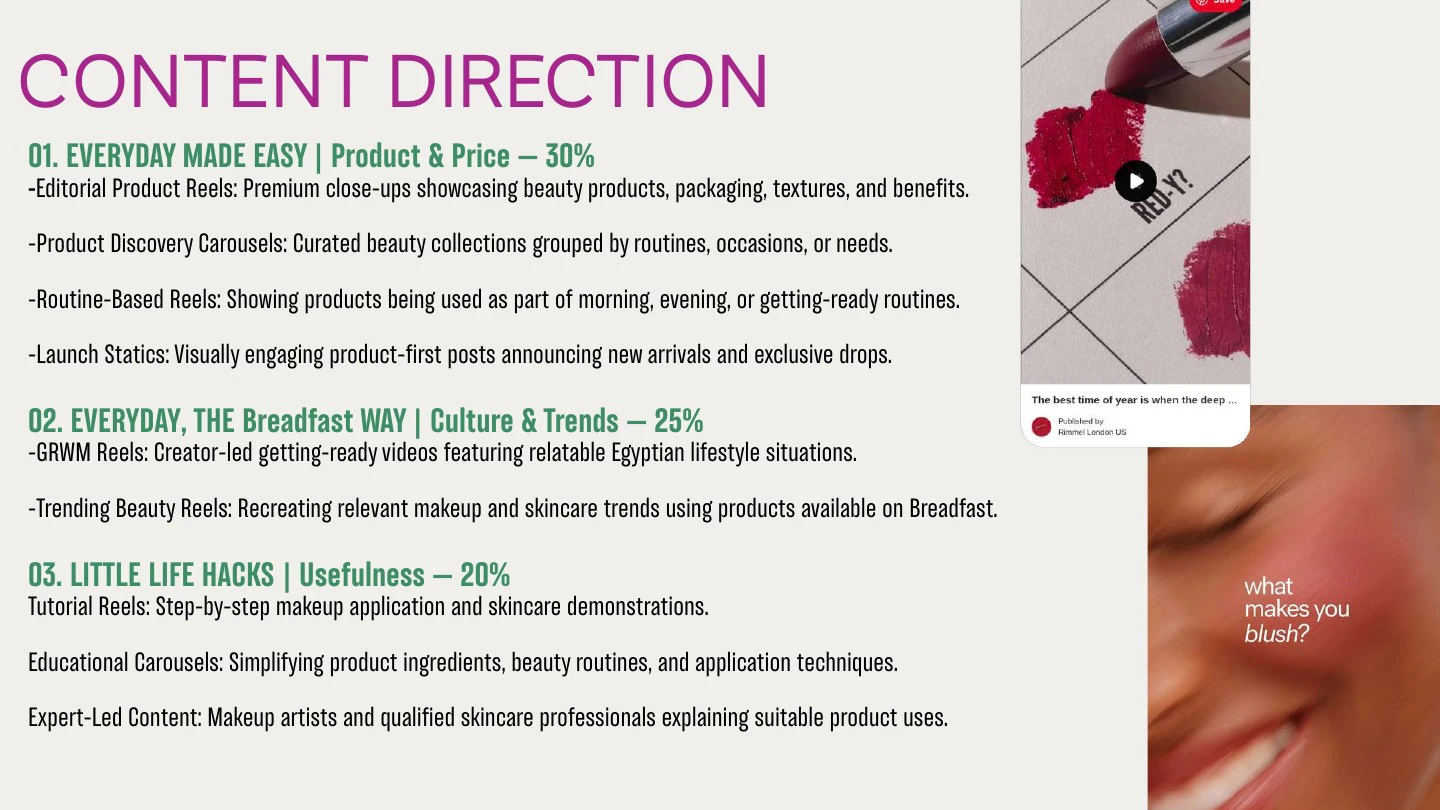 CONTENT DIRECTION
01. EVERYDAY MADE EASY | Product & Price — 30%
-Editorial Product Reels: Premium close-ups showcasing beauty products, packaging, textures, and benefits.
-Product Discovery Carousels: Curated beauty collections grouped by routines, occasions, or needs.
-Routine-Based Reels: Showing products being used as part of morning, evening, or getting-ready routines.
-Launch Statics: Visually engaging product-first posts announcing new arrivals and exclusive drops.
02. EVERYDAY, THE Breadfast WAY | Culture & Trends — 25%
-GRWM Reels: Creator-led getting-ready videos featuring relatable Egyptian lifestyle situations.
-Trending Beauty Reels: Recreating relevant makeup and skincare trends using products available on Breadfast.
03. LITTLE LIFE HACKS | Usefulness — 20%
Tutorial Reels: Step-by-step makeup application and skincare demonstrations.
Educational Carousels: Simplifying product ingredients, beauty routines, and application techniques.
Expert-Led Content: Makeup artists and qualified skincare professionals explaining suitable product uses.
Save
RED-Y?
The best time of year is when the deep ...
Published by
Rimmel London US
what
makes you
blush?